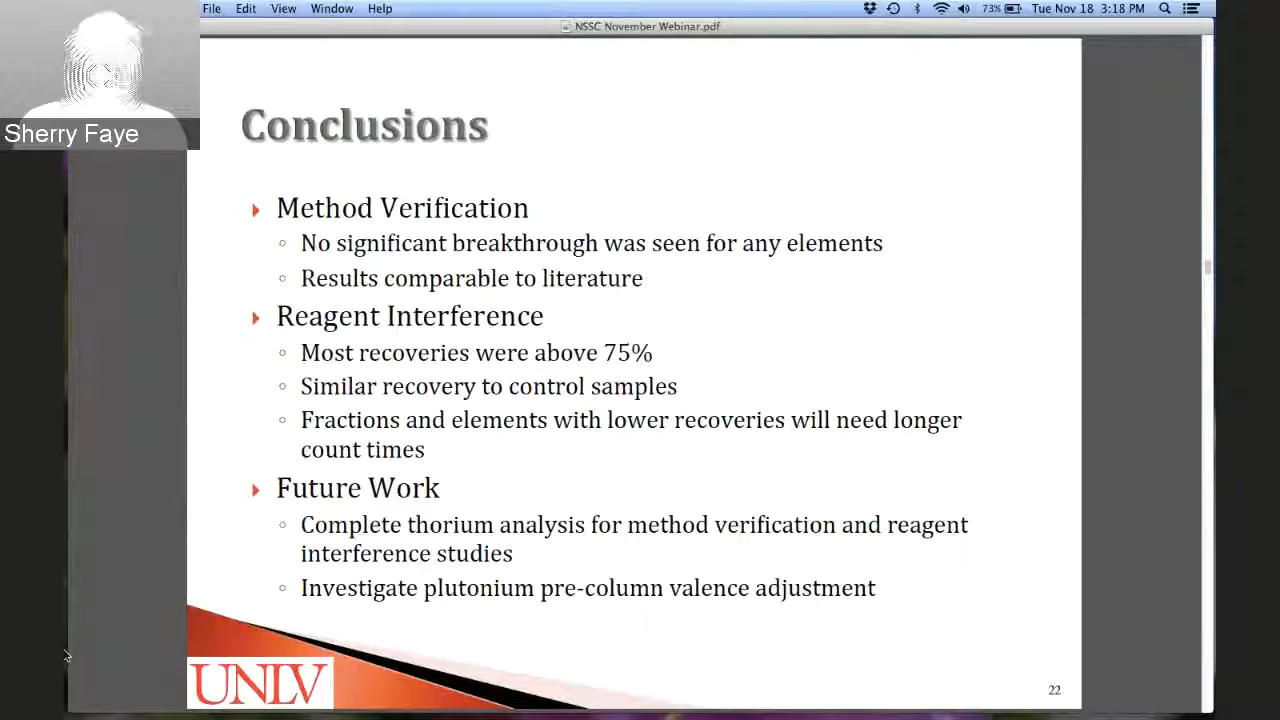 File Edit View Window Help
73% Tue Nov 18 3:18 PM
NSSC November Webinar.pdf
Sherry Faye
Conclusions
Method Verification
No significant breakthrough was seen for any elements
Results comparable to literature
Reagent Interference
Most recoveries were above 75%
Similar recovery to control samples
Fractions and elements with lower recoveries will need longer
count times
Future Work
Complete thorium analysis for method verification and reagent
interference studies
Investigate plutonium pre-column valence adjustment
UNLV
22